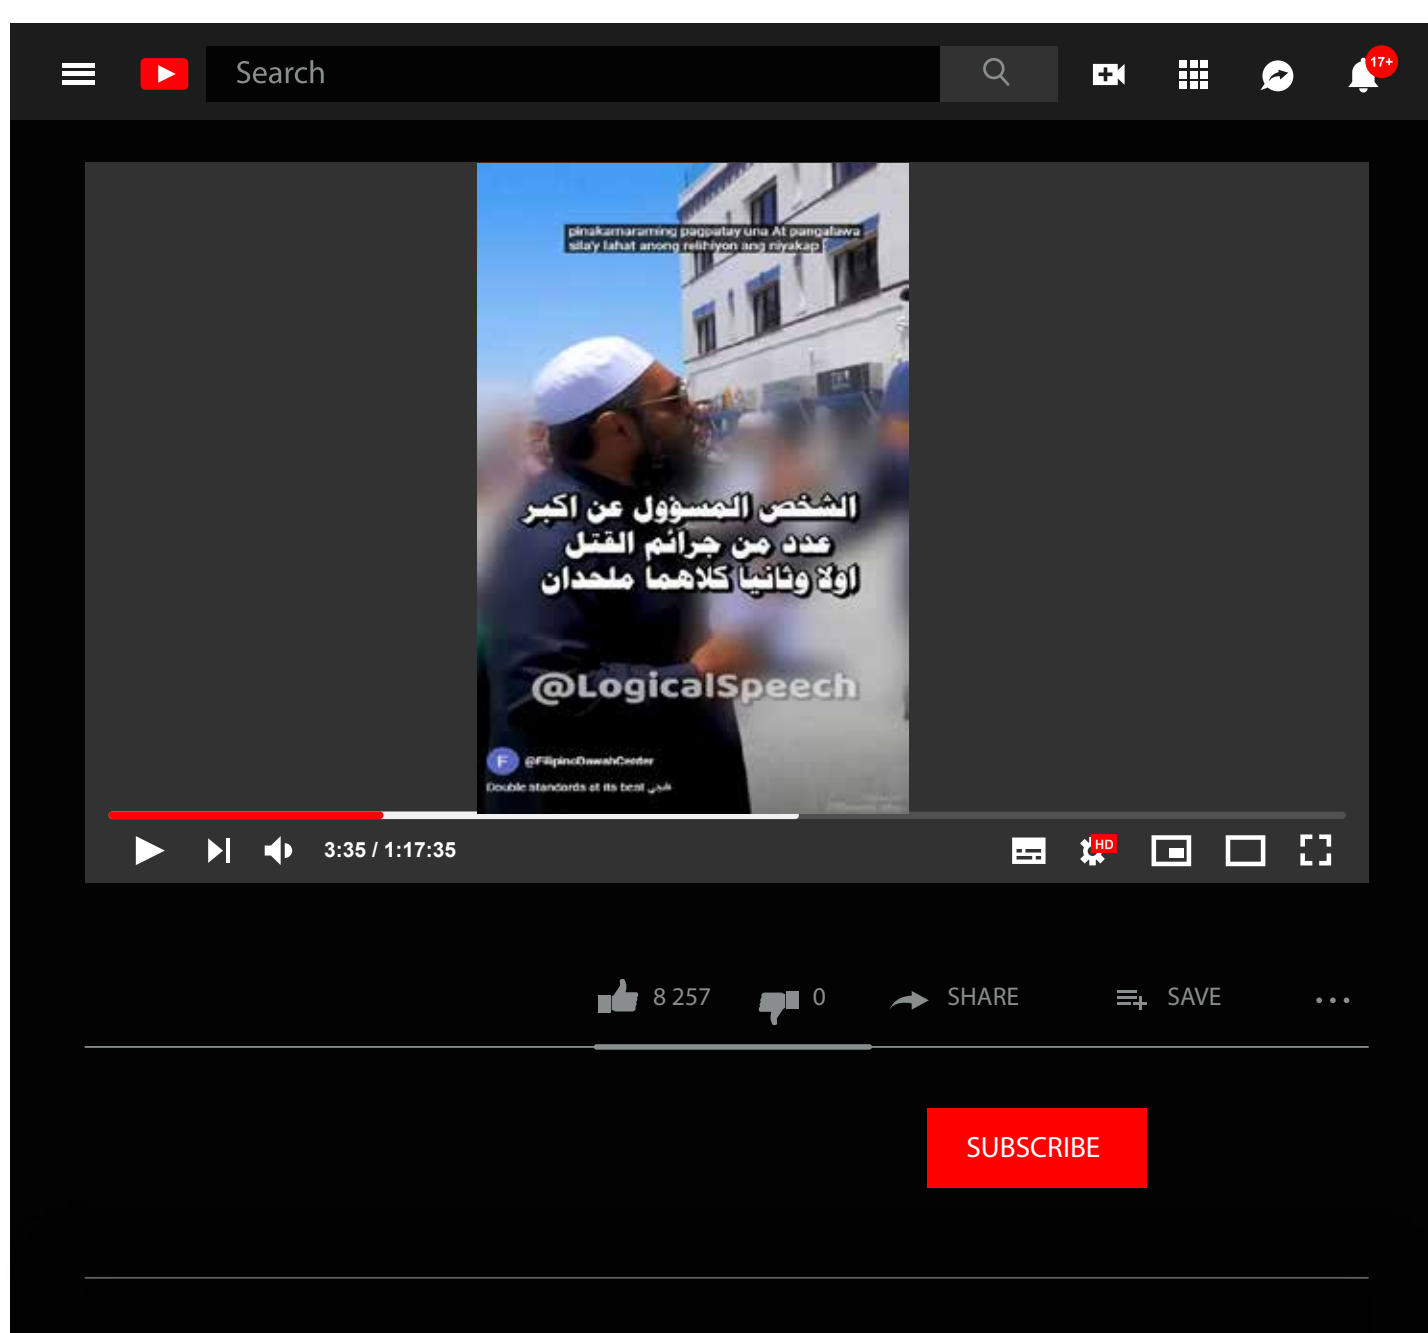 Search
17+
pinakamaraming pagpatay una At pangalawa
sila'y lahat anong relihiyon ang niyakap
الشخص المسؤول عن اكبر
عدد من جرائم القتل
اولا وثانيا كلاهما ملحدان
@LogicalSpeech
F @FilipinoDawahCenter
Double standards at its best
3:35 / 1:17:35
HD
8 257
0
SHARE
SAVE
SUBSCRIBE